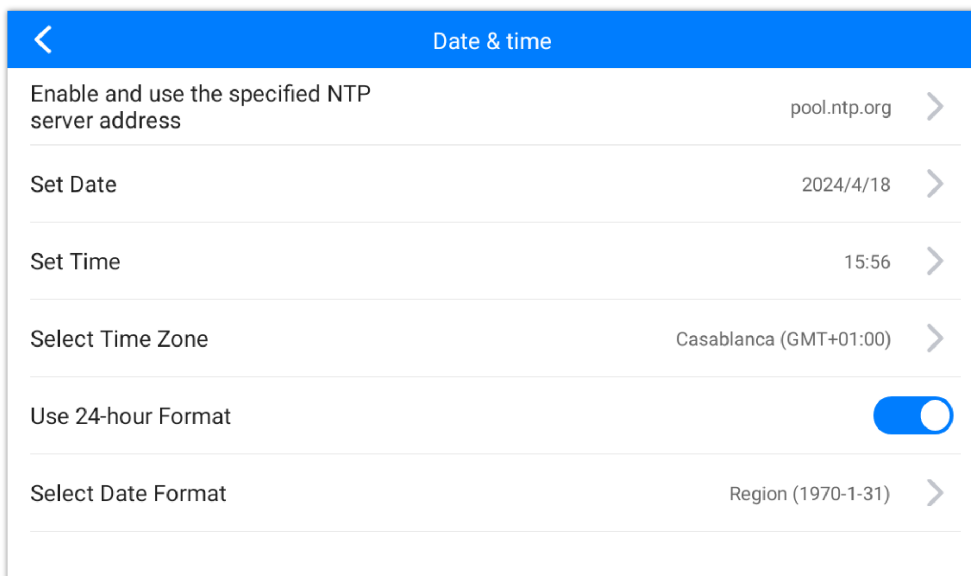 Date & time
Enable and use the specified NTP
server address
pool.ntp.org
Set Date
2024/4/18
Set Time
15:56
Select Time Zone
Casablanca (GMT+01:00)
Use 24-hour Format
Select Date Format
Region (1970-1-31)